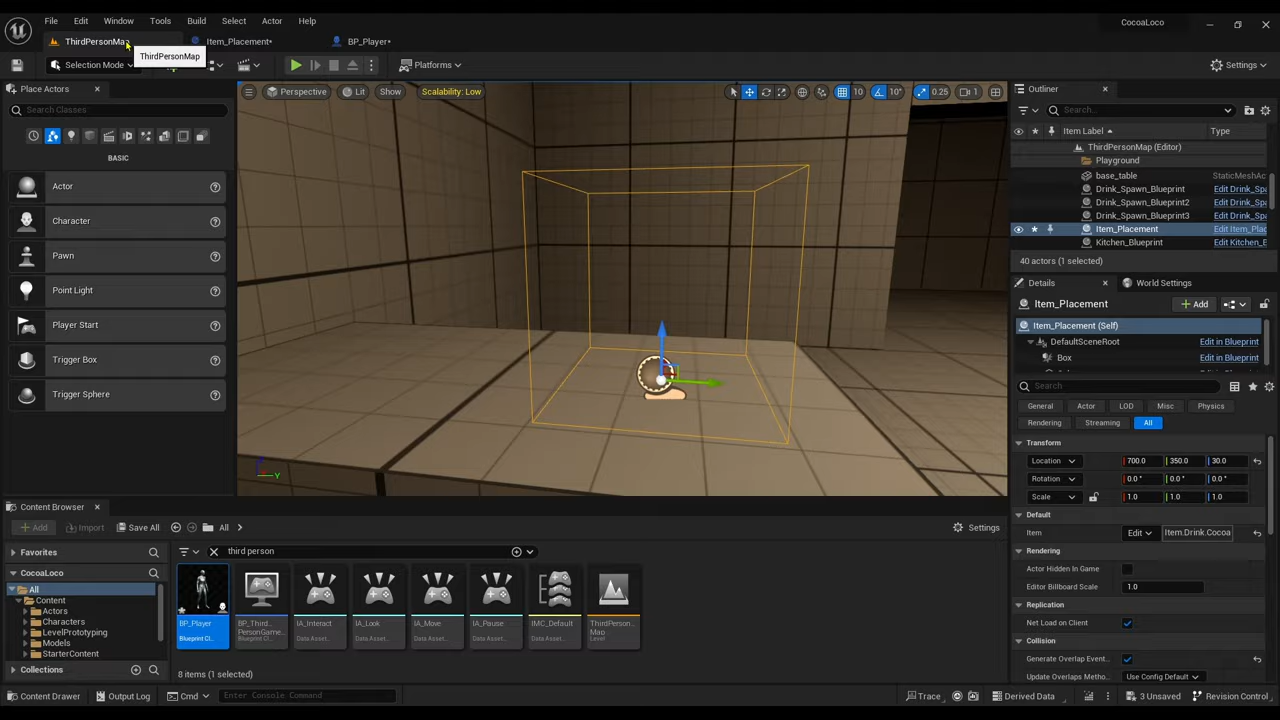 File Edit Window Tools Build Select Actor Help
CocoaLoco
ThirdPersonMap
Item_Placement*
BP_Player*
ThirdPersonMap
Selection Mode
Platforms
Settings
Place Actors
Search Classes
BASIC
Actor
Character
Pawn
Point Light
Player Start
Trigger Box
Trigger Sphere
Perspective
Lit
Show
Scalability: Low
10
10°
0.25
1
Outliner
Search...
Item Label
Type
ThirdPersonMap (Editor)
Playground
base_table StaticMeshAc
Drink_Spawn_Blueprint Edit Drink_Sp
Drink_Spawn_Blueprint2 Edit Drink_Sp
Drink_Spawn_Blueprint3 Edit Drink_Sp
Item_Placement Edit Item_Plac
Kitchen_Blueprint Edit Kitchen_E
40 actors (1 selected)
Details
World Settings
Item_Placement
Add
Item_Placement (Self)
DefaultSceneRoot Edit in Blueprint
Box Edit in Blueprint
Search
General Actor LOD Misc Physics
Rendering Streaming All
Transform
Location 700.0 350.0 30.0
Rotation 0.0 ° 0.0 ° 0.0 °
Scale 1.0 1.0 1.0
Default
Item Edit Item.Drink.Cocoa
Rendering
Actor Hidden In Game
Editor Billboard Scale 1.0
Replication
Net Load on Client
Collision
Generate Overlap Event..
Update Overlaps Metho.. Use Config Default
Content Browser
Add
Import
Save All
All
Settings
Favorites
CocoaLoco
All
Content
Actors
Characters
LevelPrototyping
Models
StarterContent
Collections
third person
BP_Player
Blueprint Cl...
BP_Third
PersonGame...
Blueprint Cl...
IA_Interact
Data Asset...
IA_Look
Data Asset...
IA_Move
Data Asset...
IA_Pause
Data Asset...
IMC_Default
Data Asset...
ThirdPerson_
Map
Level
8 items (1 selected)
Content Drawer
Output Log
Cmd
Enter Console Command
Trace
Derived Data
3 Unsaved
Revision Control